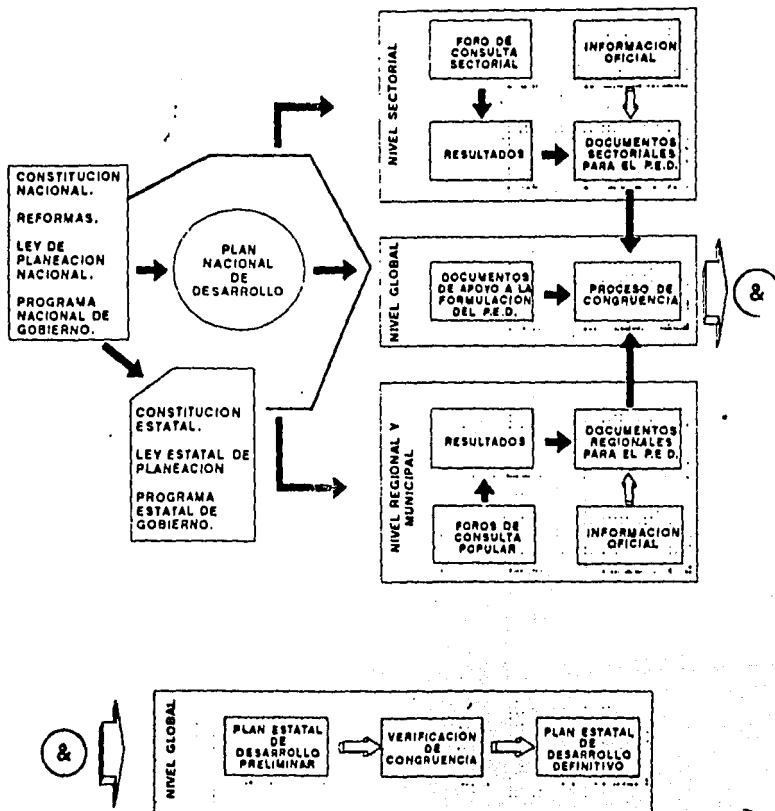 CONSTITUCION
NACIONAL.
REFORMAS.
LEY DE
PLANEACION
NACIONAL.
PROGRAMA
NACIONAL DE
GOBIERNO.
PLAN
NACIONAL
DE
DESARROLLO
CONSTITUCION
ESTATAL.
LEY ESTATAL DE
PLANEACION
PROGRAMA
ESTATAL DE
GOBIERNO.
NIVEL SECTORIAL
FORO DE
CONSULTA
SECTORIAL
INFORMACION
OFICIAL
RESULTADOS
DOCUMENTOS
SECTORIALES
PARA EL P.E.D.
NIVEL GLOBAL
DOCUMENTOS
DE APOYO A LA
FORMULACION
DEL P.E.D.
PROCESO DE
CONGRUENCIA
&
NIVEL REGIONAL Y
MUNICIPAL
RESULTADOS
DOCUMENTOS
REGIONALES
PARA EL P.E.D.
FOROS DE
CONSULTA
POPULAR
INFORMACION
OFICIAL
&
NIVEL GLOBAL
PLAN ESTATAL
DE
DESARROLLO
PRELIMINAR
VERIFICACION
DE
CONGRUENCIA
PLAN ESTATAL
DE
DESARROLLO
DEFINITIVO